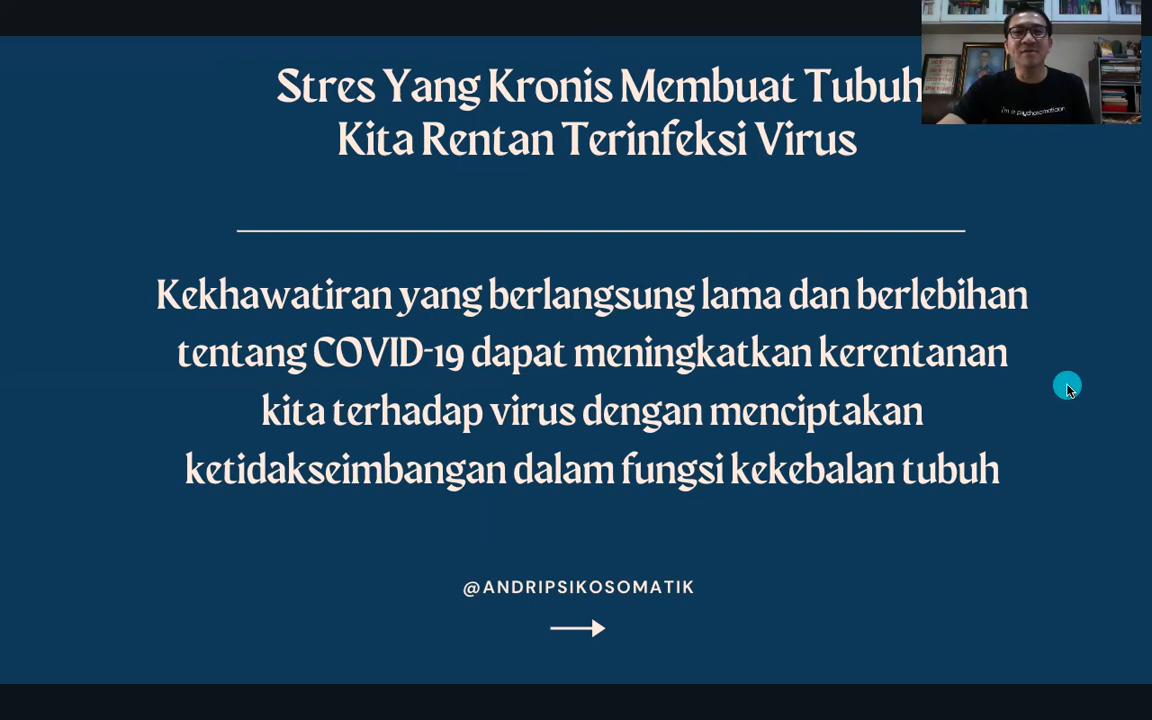 Stres Yang Kronis Membuat Tubuh
Kita Rentan Terinfeksi Virus
Kekhawatiran yang berlangsung lama dan berlebihan
tentang COVID-19 dapat meningkatkan kerentanan
kita terhadap virus dengan menciptakan
ketidakseimbangan dalam fungsi kekebalan tubuh
@ANDRIPSIKOSOMATIK